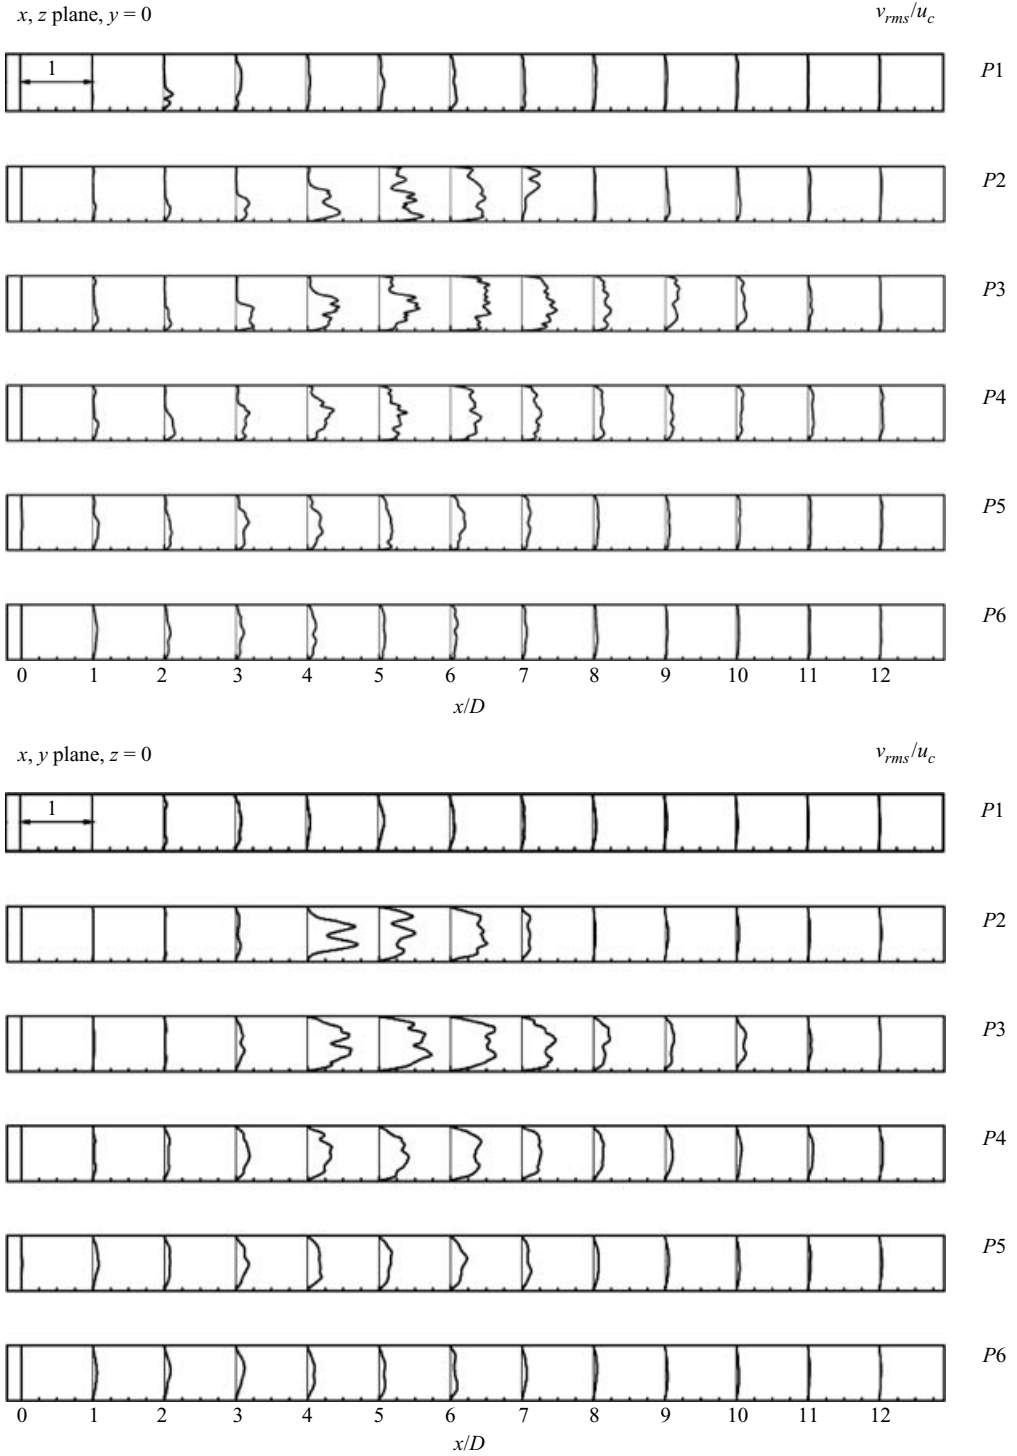 x, z plane, y = 0
v_rms/u_c
1
P1
P2
P3
P4
P5
P6
0 1 2 3 4 5 6 7 8 9 10 11 12
x/D
x, y plane, z = 0
v_rms/u_c
1
P1
P2
P3
P4
P5
P6
0 1 2 3 4 5 6 7 8 9 10 11 12
x/D